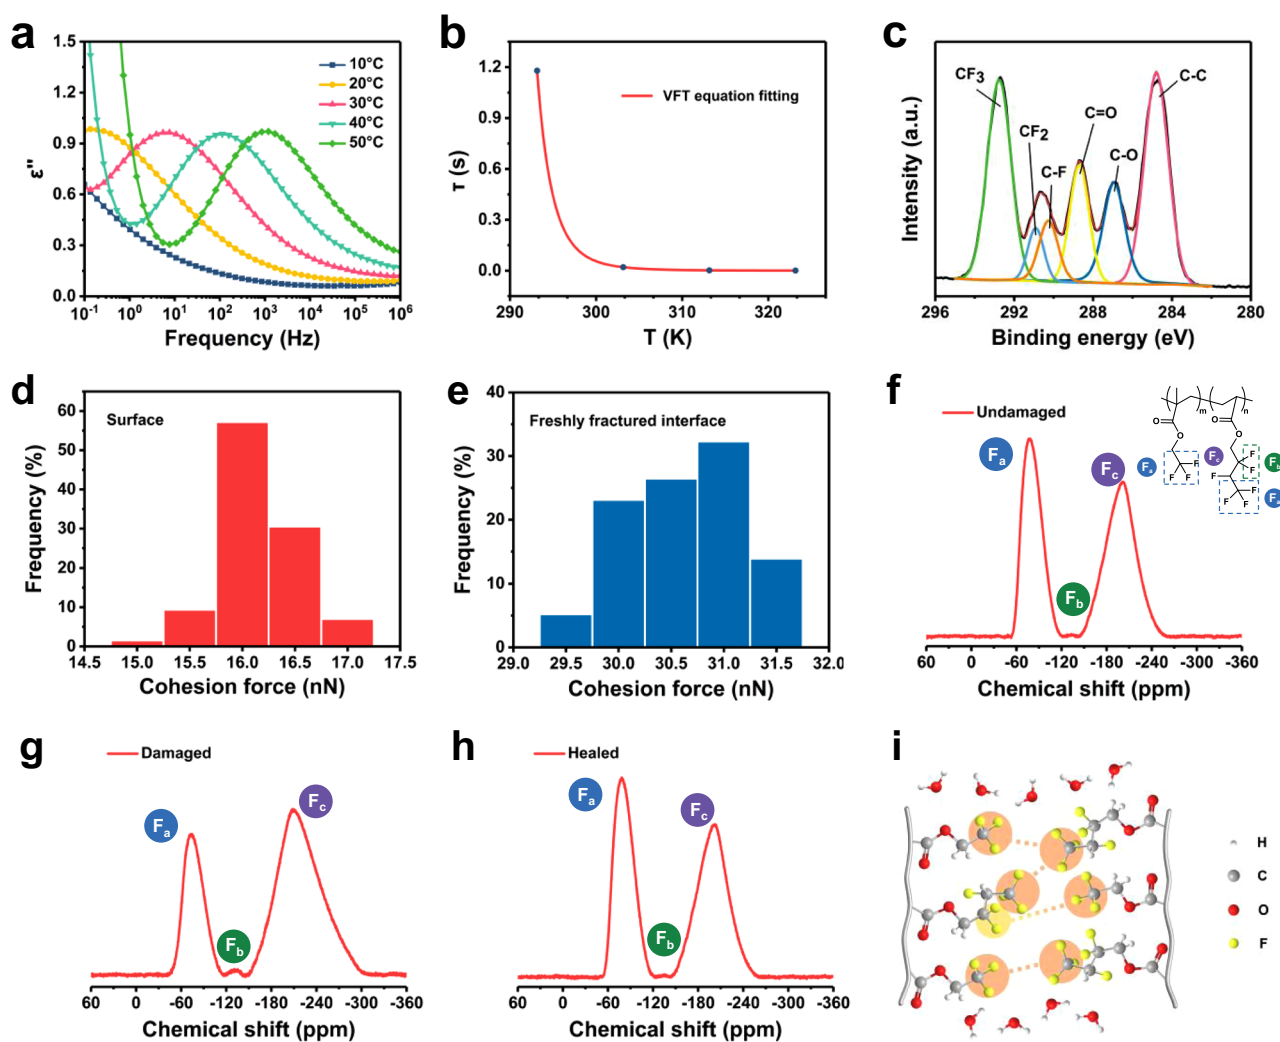 a
1.5
1.2
0.9
0.6
0.3
0.0
ε''
10°C
20°C
30°C
40°C
50°C
10⁻¹ 10⁰ 10¹ 10² 10³ 10⁴ 10⁵ 10⁶
Frequency (Hz)
b
1.2
0.9
0.6
0.3
0.0
τ (s)
VFT equation fitting
290 300 310 320
T (K)
c
Intensity (a.u.)
CF3
CF2
C-F
C=O
C-O
C-C
296 292 288 284 280
Binding energy (eV)
d
60
50
40
30
20
10
0
Frequency (%)
Surface
14.5 15.0 15.5 16.0 16.5 17.0 17.5
Cohesion force (nN)
e
40
30
20
10
0
Frequency (%)
Freshly fractured interface
29.0 29.5 30.0 30.5 31.0 31.5 32.0
Cohesion force (nN)
f
Undamaged
Fa
Fb
Fc
m n
O O
O O
Fa Fc Fb
F F F
F F F
F F F
Fa
60 0 -60 -120 -180 -240 -300 -360
Chemical shift (ppm)
g
Damaged
Fa
Fb
Fc
60 0 -60 -120 -180 -240 -300 -360
Chemical shift (ppm)
h
Healed
Fa
Fb
Fc
60 0 -60 -120 -180 -240 -300 -360
Chemical shift (ppm)
i
H
C
O
F